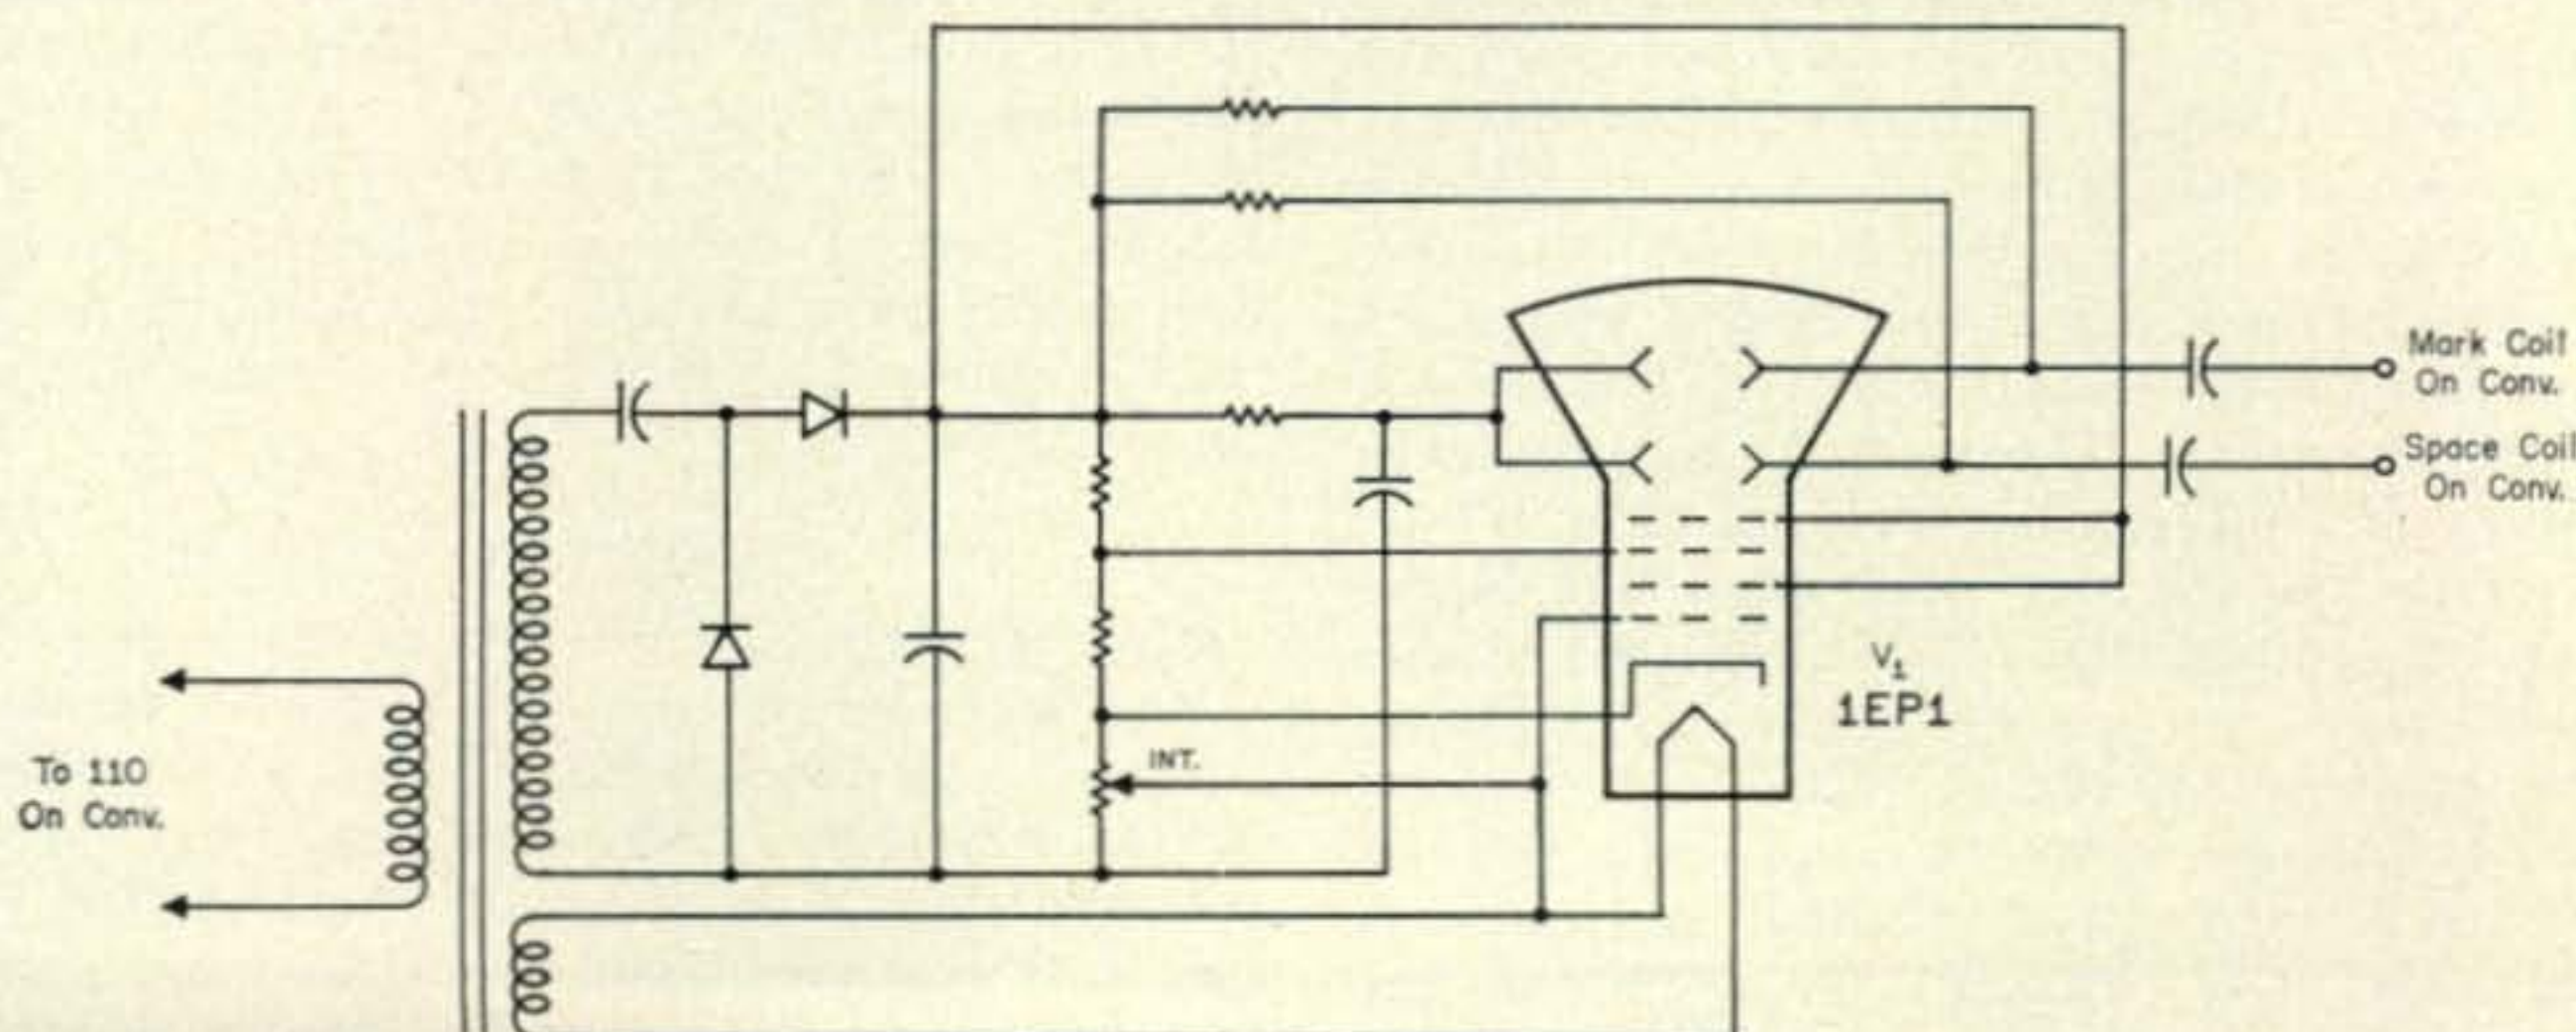 Mark Coil
On Conv.
Space Coil
On Conv.
V1
1EP1
INT.
To 110
On Conv.